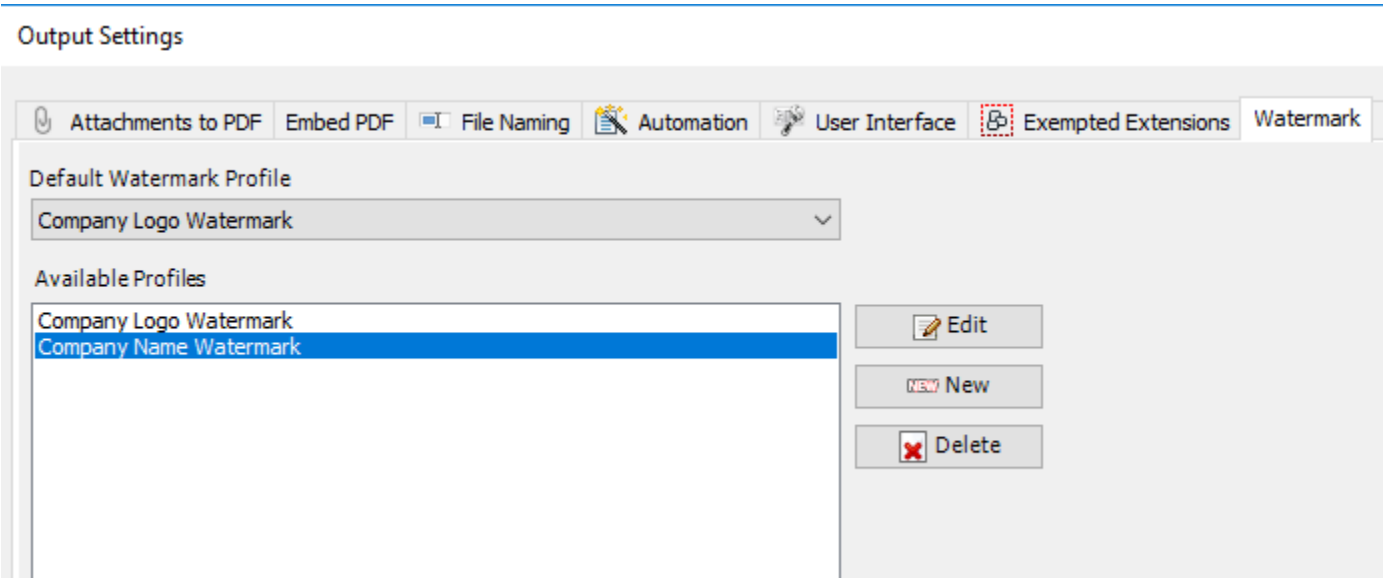 Output Settings
Attachments to PDF Embed PDF File Naming Automation User Interface Exempted Extensions Watermark
Default Watermark Profile
Company Logo Watermark
Available Profiles
Company Logo Watermark
Company Name Watermark
Edit
NEW New
Delete